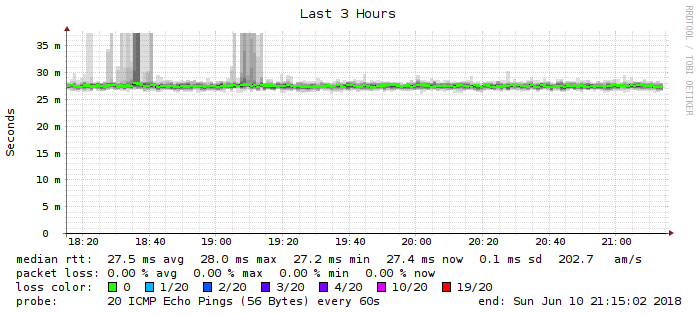 Last 3 Hours
RRDTOOL / TOBI OETIKER
Seconds
35 m
30 m
25 m
20 m
15 m
10 m
5 m
0
18:20 18:40 19:00 19:20 19:40 20:00 20:20 20:40 21:00
median rtt: 27.5 ms avg 28.0 ms max 27.2 ms min 27.4 ms now 0.1 ms sd 202.7 am/s
packet loss: 0.00 % avg 0.00 % max 0.00 % min 0.00 % now
loss color: 0 1/20 2/20 3/20 4/20 10/20 19/20
probe: 20 ICMP Echo Pings (56 Bytes) every 60s end: Sun Jun 10 21:15:02 2018